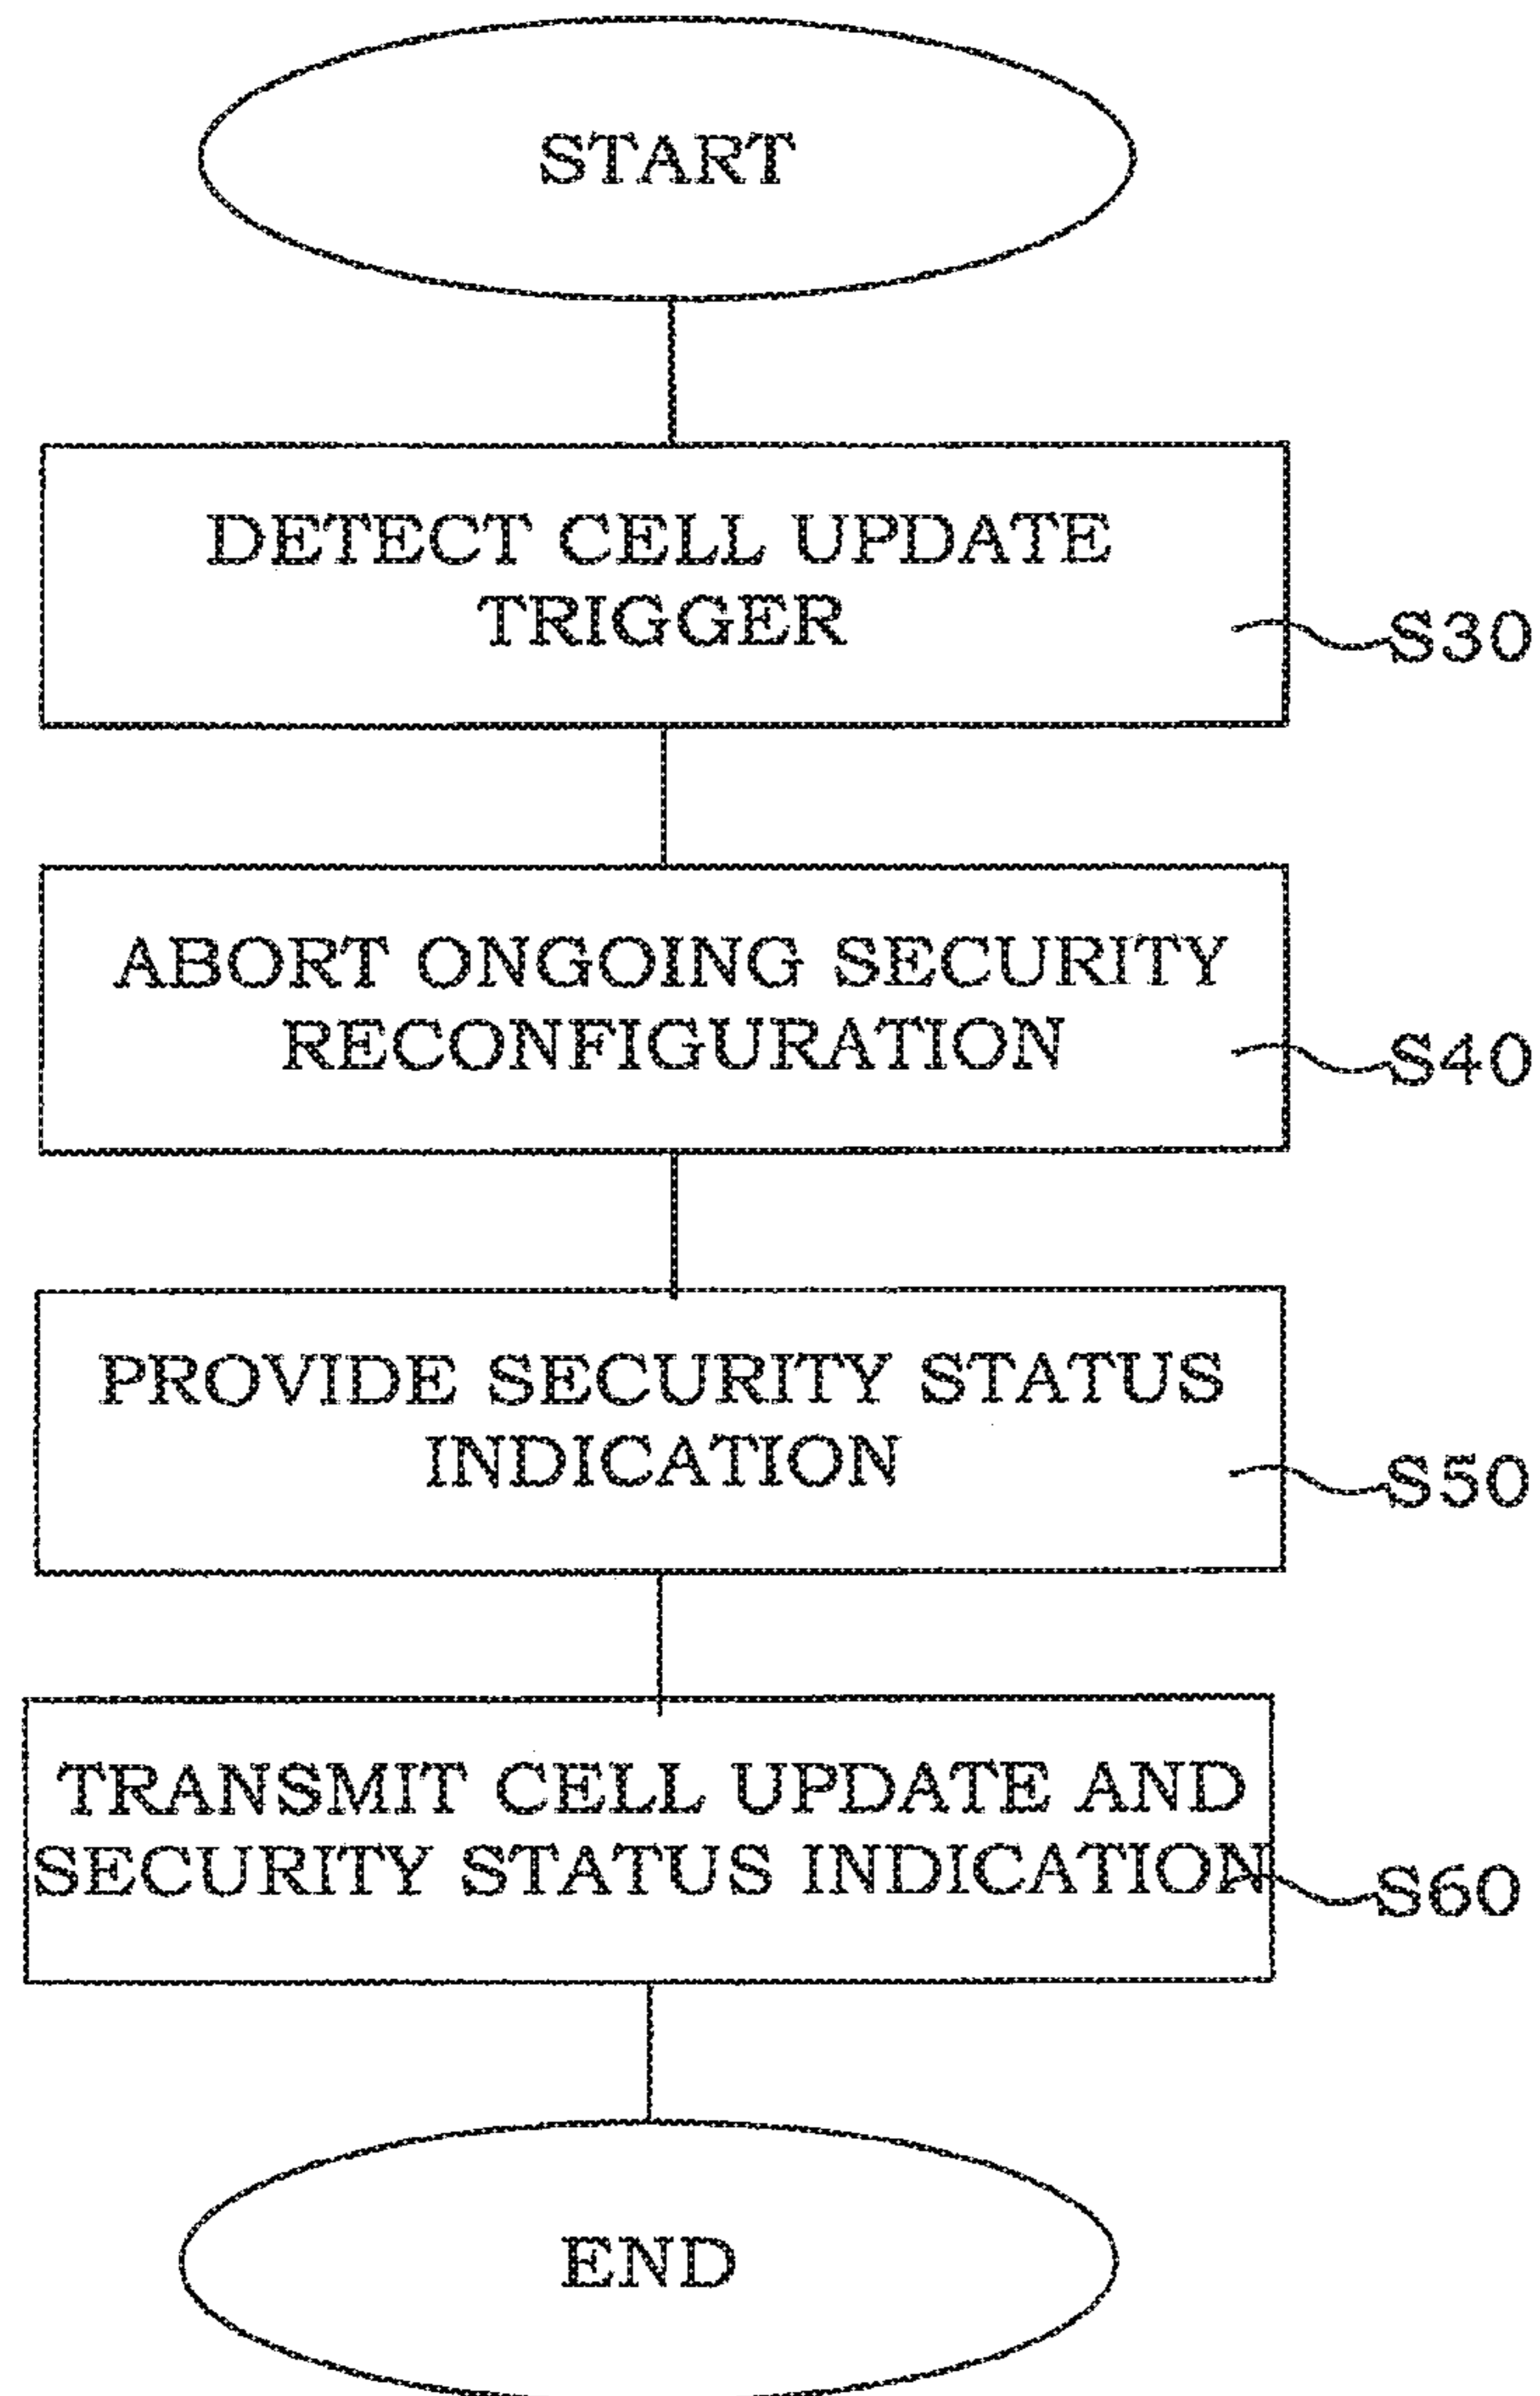 START
DETECT CELL UPDATE
TRIGGER
S30
ABORT ONGOING SECURITY
RECONFIGURATION
S40
PROVIDE SECURITY STATUS
INDICATION
S50
TRANSMIT CELL UPDATE AND
SECURITY STATUS INDICATION
S60
END